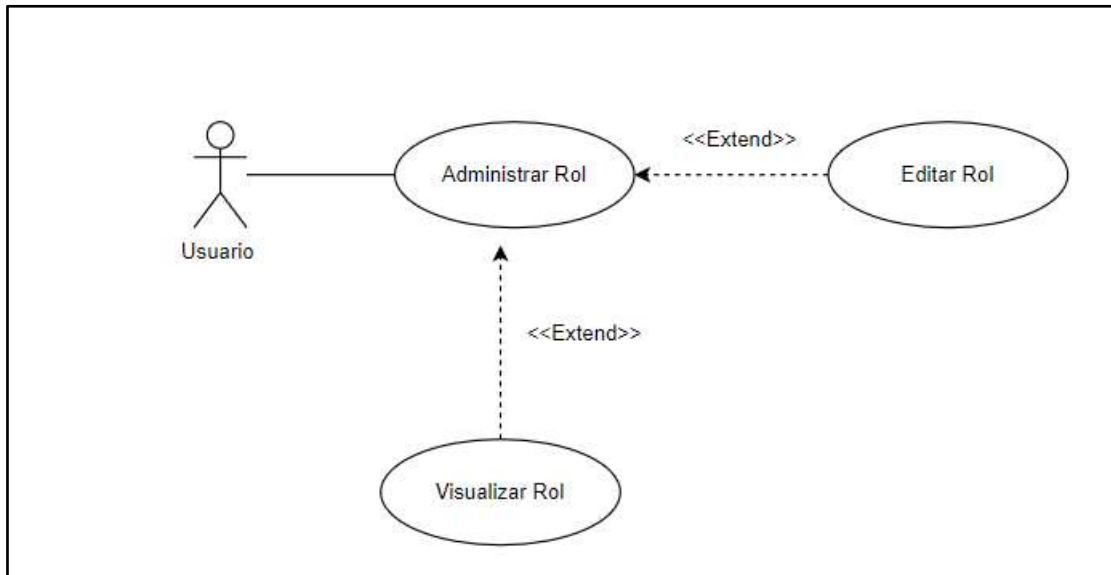 <<Extend>>
Administrar Rol
Editar Rol
Usuario
<<Extend>>
Visualizar Rol